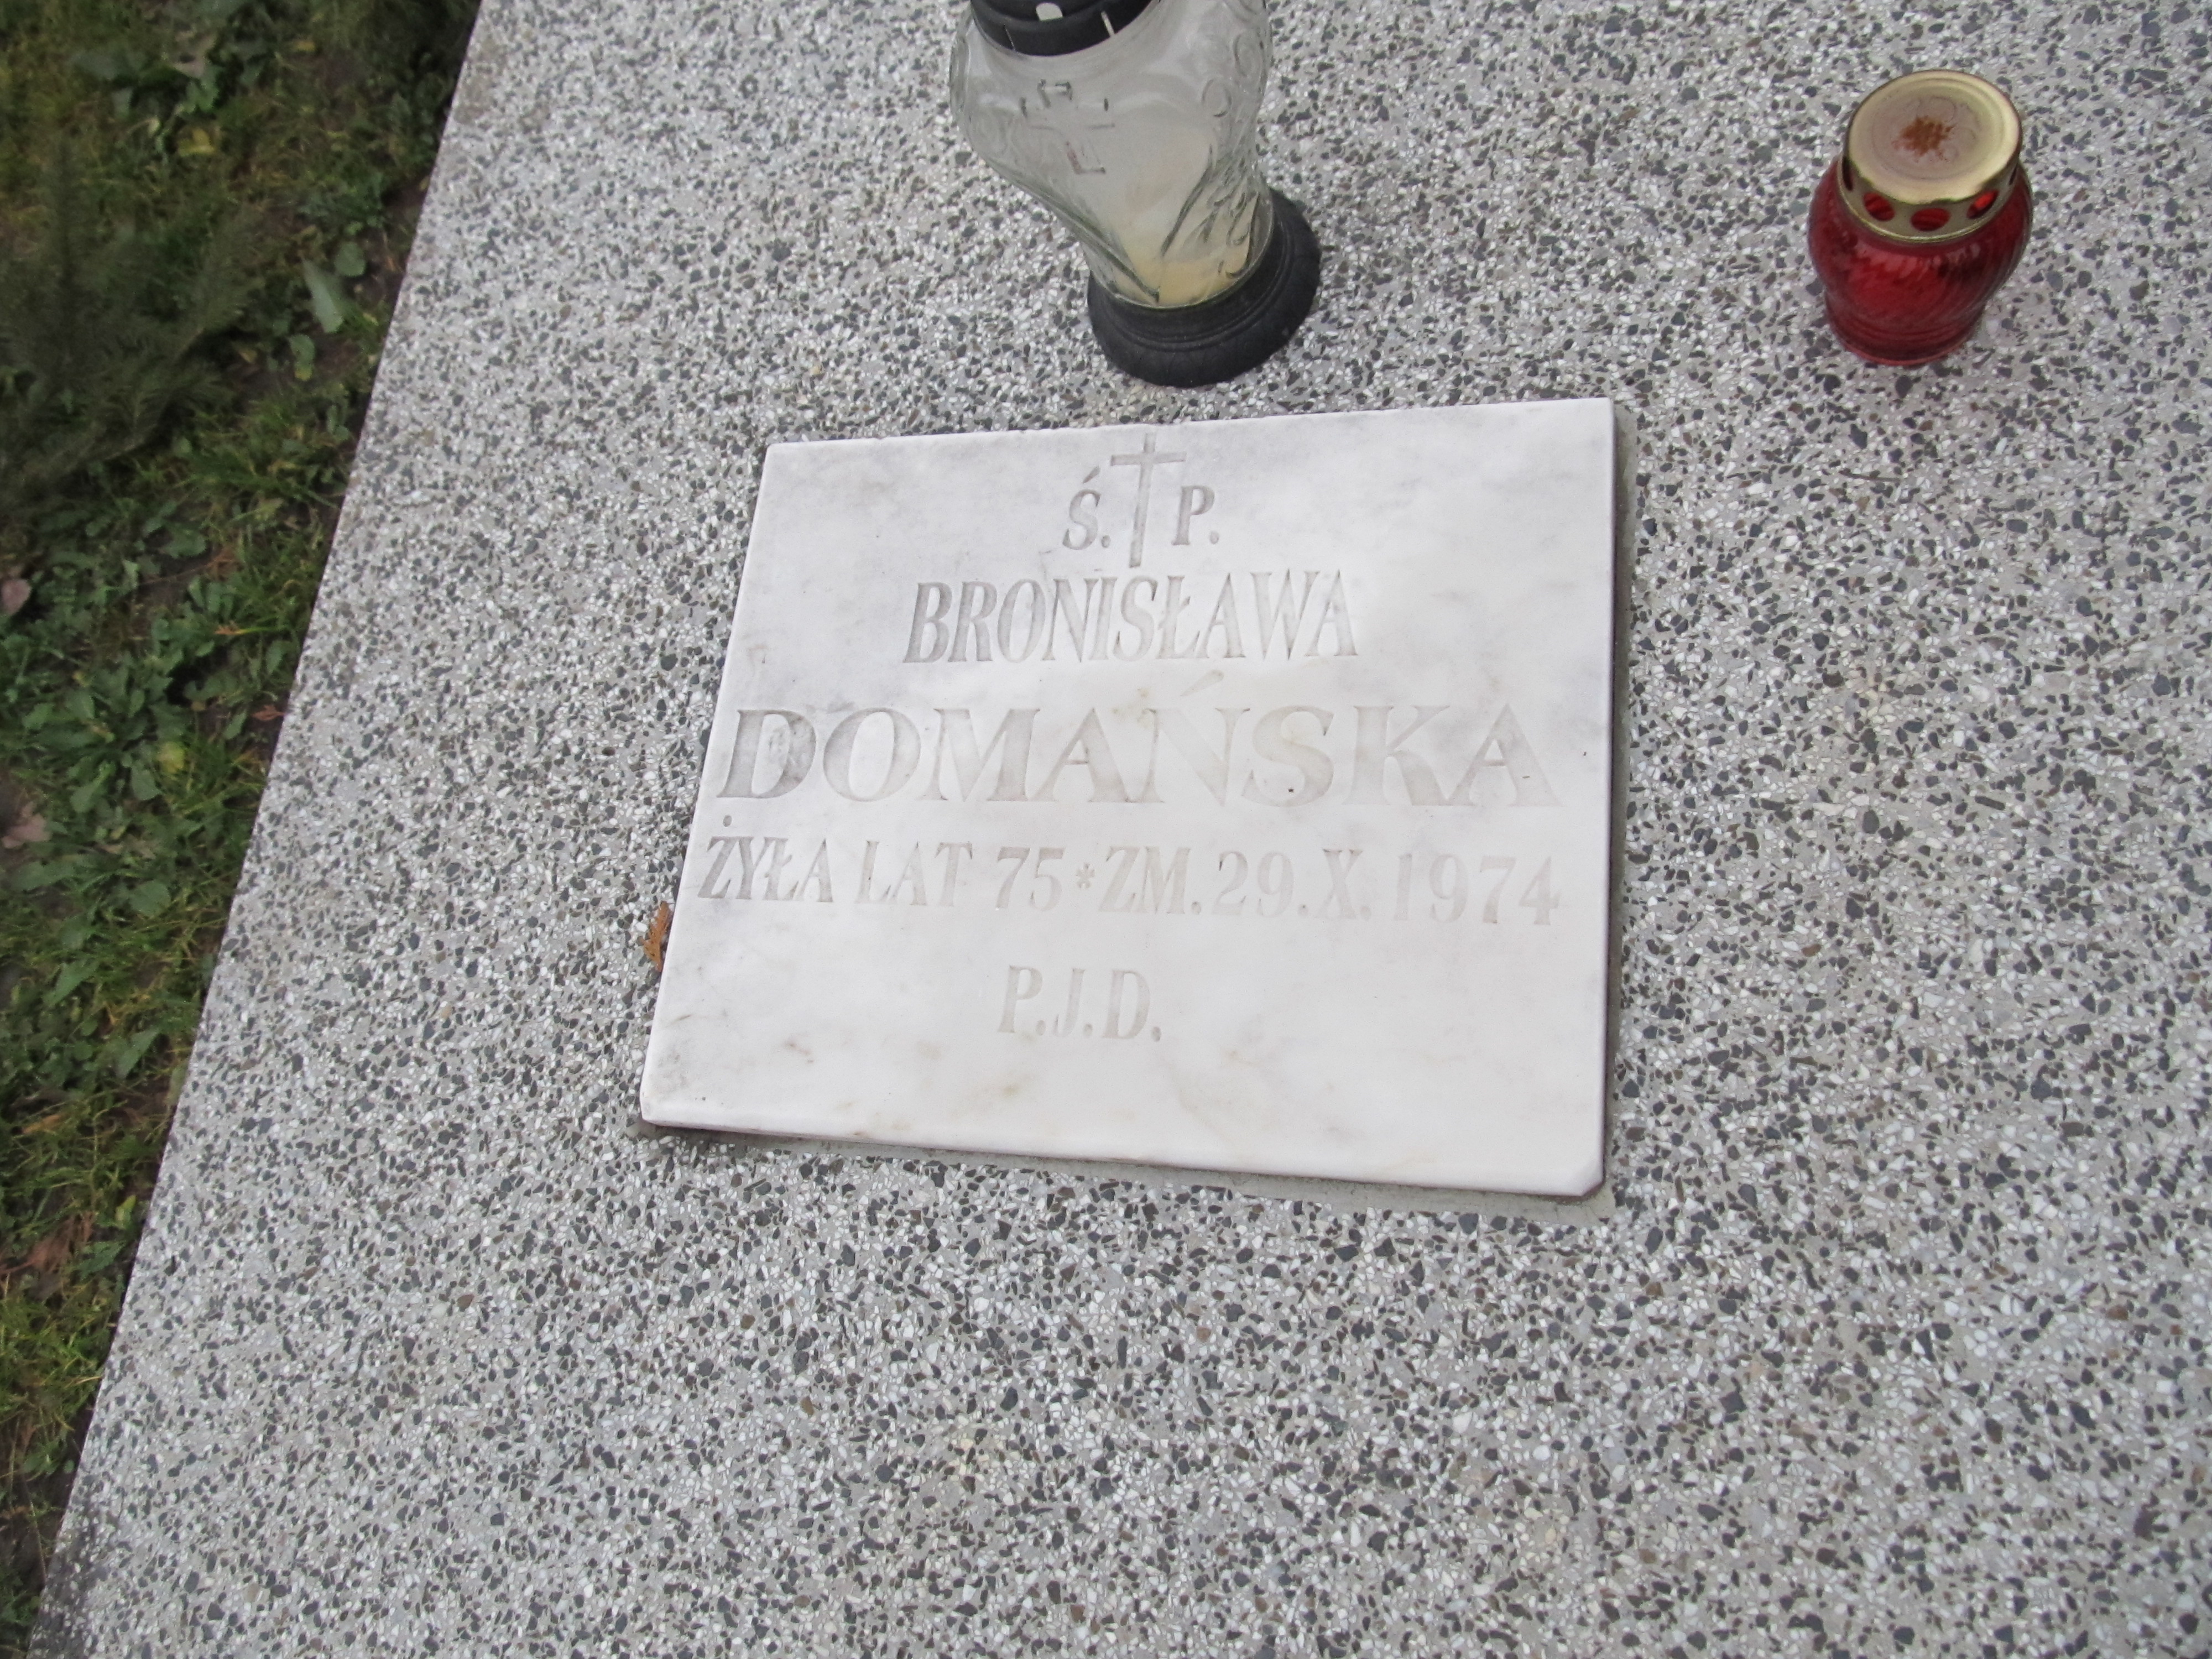 Ś. P.
BRONISŁAWA
DOMAŃSKA
ŻYŁA LAT 75 * ZM. 29.X.1974
P.J.D.